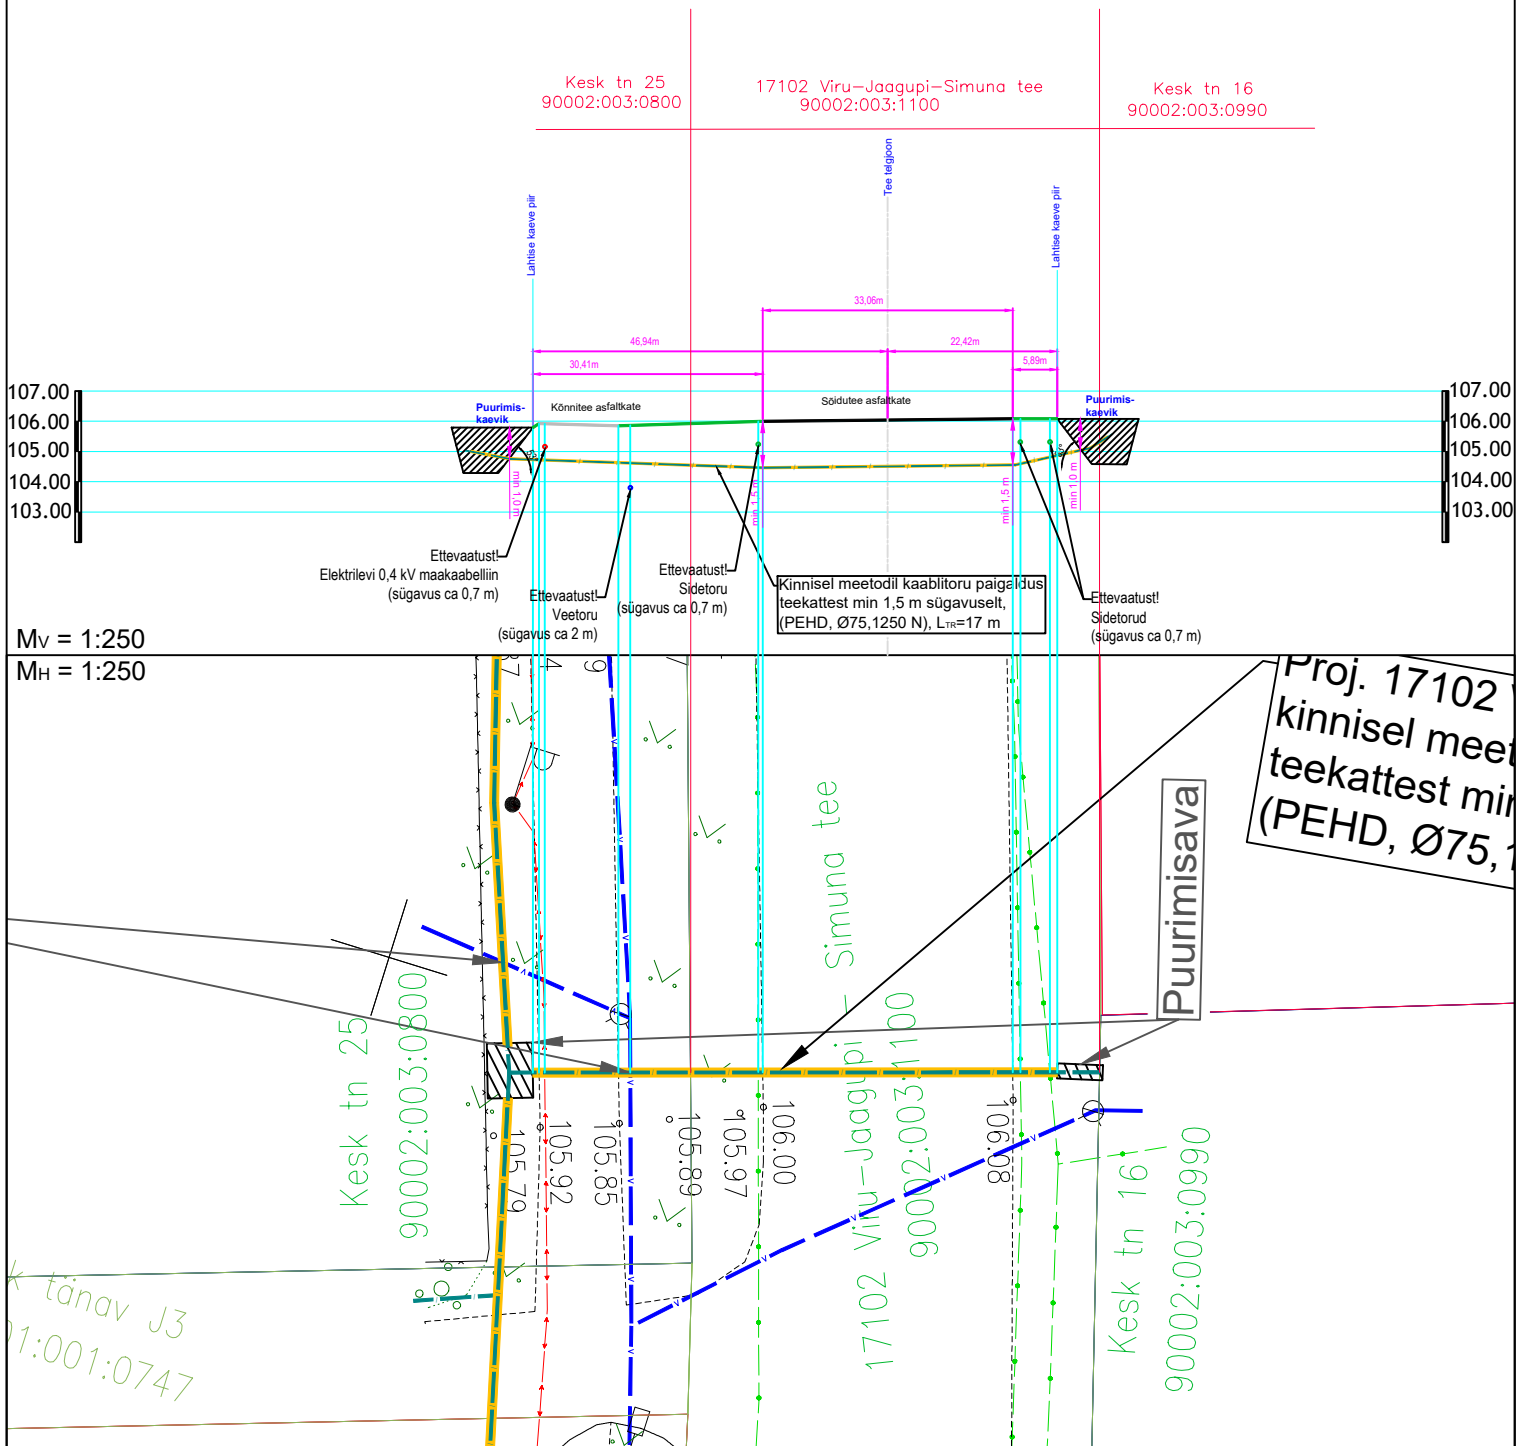 Kesk tn 25
90002:003:0800
17102 Viru-Jaagupi-Simuna tee
90002:003:1100
Kesk tn 16
90002:003:0990
Lahtise kaeve piir
Tee telgjoon
Lahtise kaeve piir
33,06m
46,94m
22,42m
30,41m
5,89m
107.00
106.00
105.00
104.00
103.00
107.00
106.00
105.00
104.00
103.00
Puurimis-
kaevik
Kõnnitee asfaltkate
Sõidutee asfaltkate
Puurimis-
kaevik
min 1,0 m
min 1,5 m
min 1,5 m
min 1,0 m
Ettevaatust!
Elektrilevi 0,4 kV maakaabelliin
(sügavus ca 0,7 m)
Ettevaatust!
Veetoru
(sügavus ca 2 m)
Ettevaatust!
Sidetoru
(sügavus ca 0,7 m)
Kinnisel meetodil kaablitoru paigaldus
teekattest min 1,5 m sügavuselt,
(PEHD, Ø75,1250 N), LTR=17 m
Ettevaatust!
Sidetorud
(sügavus ca 0,7 m)
MV = 1:250
MH = 1:250
Proj. 17102
kinnisel meet
teekattest min
(PEHD, Ø75,1
Puurimisava
Kesk tn 25
90002:003:0800
17102 Viru-Jaagupi - Simuna tee
90002:003:1100
Kesk tn 16
90002:003:0990
105.79
105.92
105.85
105.89
105.97
106.00
106.08
k tänav J3
1:001:0747